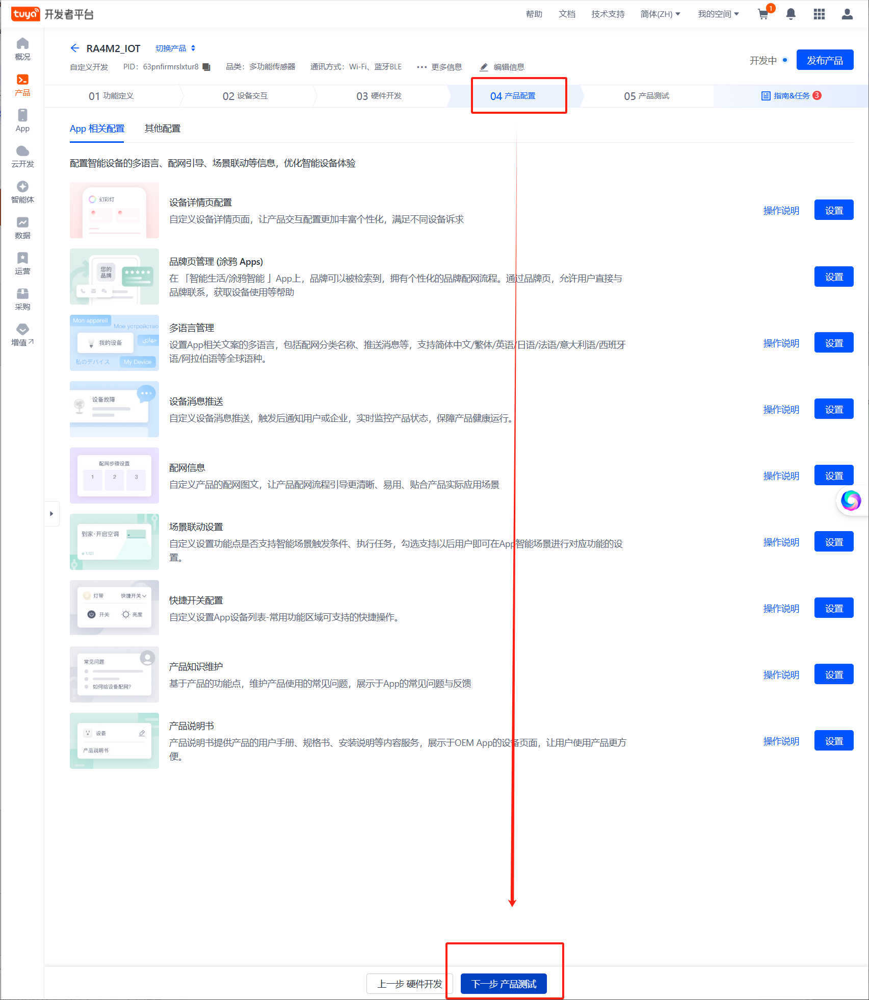 tuya 开发者平台
帮助 文档 技术支持 简体(ZH) 我的空间 1
概况
产品
App
云开发
智能体
数据
运营
采购
增值
RA4M2_IOT 切换产品
自定义开发 PID: 63pnfirmrslxtur8 品类: 多功能传感器 通讯方式: Wi-Fi、蓝牙BLE 更多信息 编辑信息
开发中 发布产品
01 功能定义 02 设备交互 03 硬件开发 04 产品配置 05 产品测试 指南&任务 3
App 相关配置 其他配置
配置智能设备的多语言、配网引导、场景联动等信息，优化智能设备体验
幻彩灯
设备详情页配置
自定义设备详情页面，让产品交互配置更加丰富个性化，满足不同设备诉求
操作说明 设置
您的
品牌
品牌页管理 (涂鸦 Apps)
在 「智能生活/涂鸦智能 」App上，品牌可以被检索到，拥有个性化的品牌配网流程。通过品牌页，允许用户直接与
品牌联系，获取设备使用等帮助
设置
Mon appareil
Мое устройство
我的设备
جهازي
私のデバイス
My Device
多语言管理
设置App相关文案的多语言，包括配网分类名称、推送消息等，支持简体中文/繁体/英语/日语/法语/意大利语/西班牙
语/阿拉伯语等全球语种。
操作说明 设置
设备故障
设备消息推送
自定义设备消息推送，触发后通知用户或企业，实时监控产品状态，保障产品健康运行。
操作说明 设置
配网步骤设置
1 2 3
配网信息
自定义产品的配网图文，让产品配网流程引导更清晰、易用、贴合产品实际应用场景
操作说明 设置
到家·开启空调
1,121
场景联动设置
自定义设置功能点是否支持智能场景触发条件、执行任务，勾选支持以后用户即可在App智能场景进行对应功能的设
置。
操作说明 设置
灯带 快捷开关
开关 亮度
快捷开关配置
自定义设置App设备列表-常用功能区域可支持的快捷操作。
操作说明 设置
常见问题
如何给设备配网?
产品知识维护
基于产品的功能点，维护产品使用的常见问题，展示于App的常见问题与反馈
操作说明 设置
设备
产品说明书
产品说明书
产品说明书提供产品的用户手册、规格书、安装说明等内容服务，展示于OEM App的设备页面，让用户使用产品更方
便。
操作说明 设置
上一步 硬件开发 下一步 产品测试